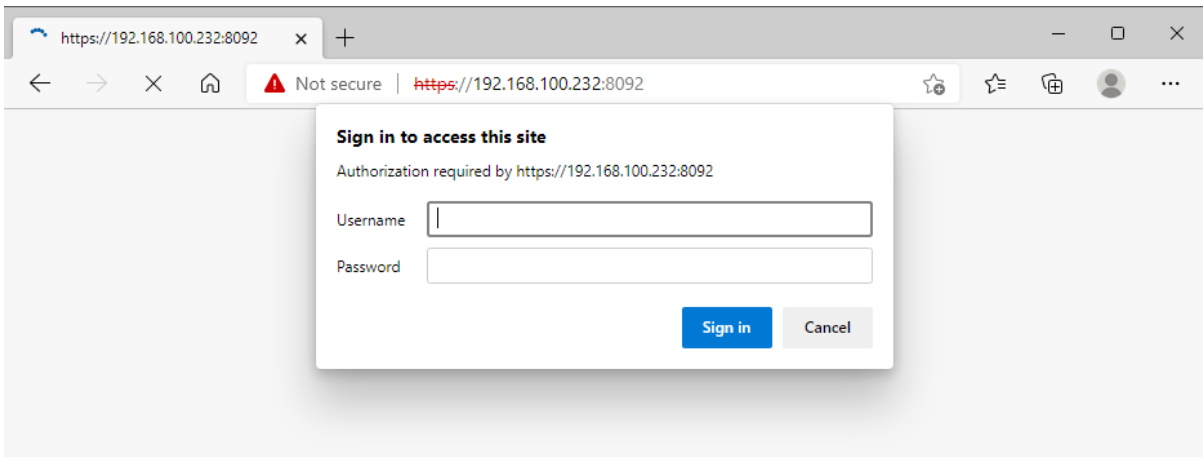 https://192.168.100.232:8092
Not secure | https://192.168.100.232:8092
Sign in to access this site
Authorization required by https://192.168.100.232:8092
Username
Password
Sign in Cancel